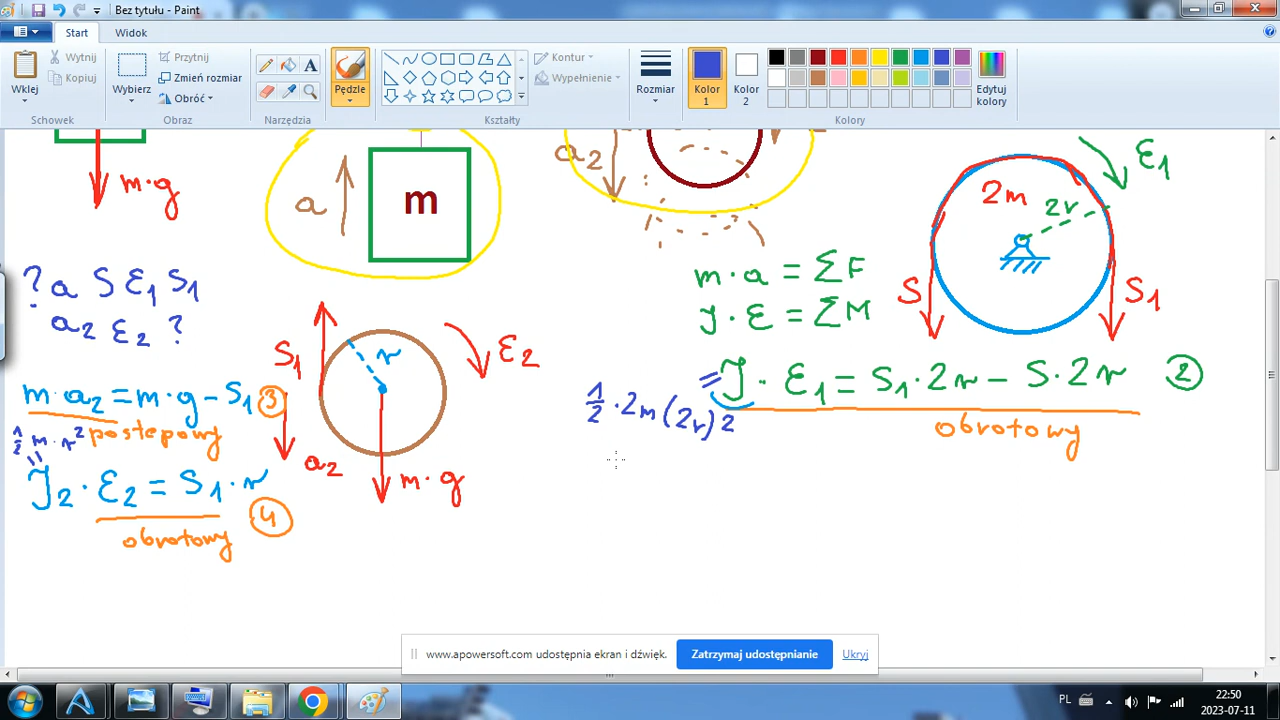 Bez tytułu - Paint
Start
Widok
Wklej
Wytnij
Kopiuj
Schowek
Wybierz
Przytnij
Zmień rozmiar
Obróć
Obraz
A
Narzędzia
Pędzle
Kontur
Wypełnienie
Kształty
Rozmiar
Kolor 1
Kolor 2
Edytuj kolory
Kolory
m·g
a
m
a2
2m
2r
ε1
S
S1
m·a = ΣF
J·ε = ΣM
? a S ε1 S1
a2 ε2 ?
S1
r
ε2
a2
m·g
J·ε1 = S1·2r - S·2r 2
= 1/2·2m(2r)2
obrotowy
m·a2 = m·g - S1 3
postępowy
1/2 m·r2
J2·ε2 = S1·r
4
obrotowy
www.apowersoft.com udostępnia ekran i dźwięk.
Zatrzymaj udostępnianie
Ukryj
PL
22:50
2023-07-11